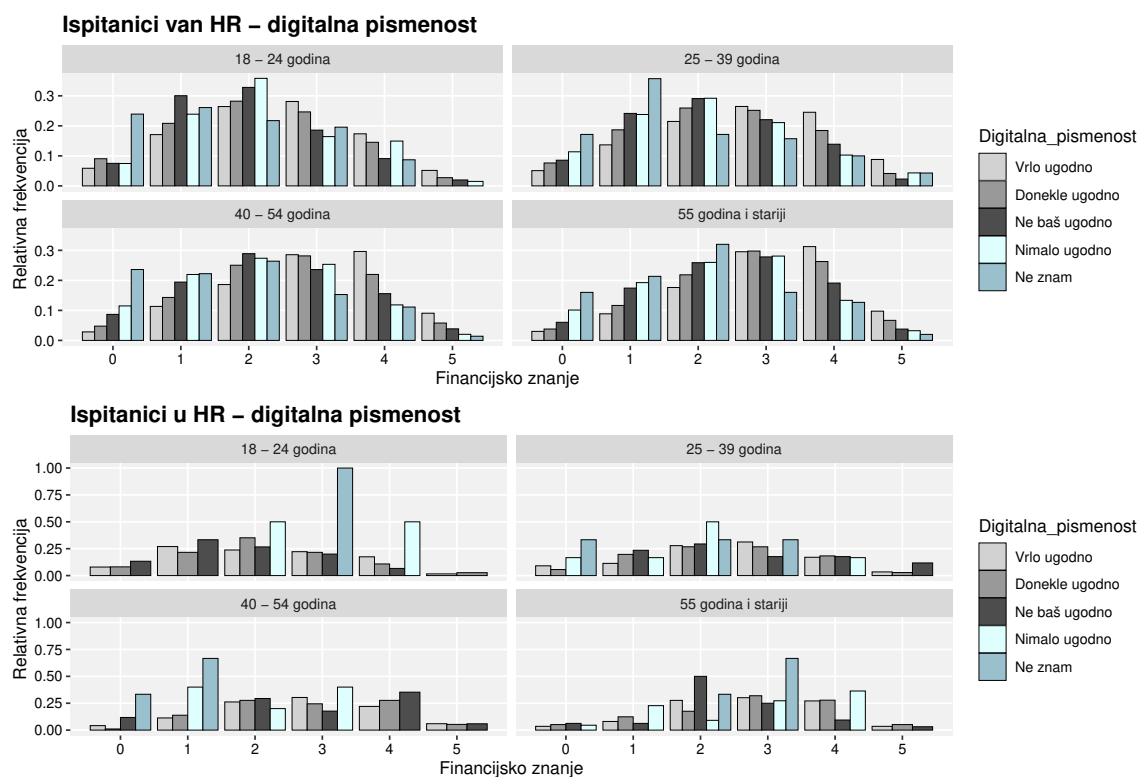 Ispitanici van HR – digitalna pismenost
18 − 24 godina
25 − 39 godina
0.3
0.2
0.1
0.0
40 − 54 godina
55 godina i stariji
0.3
0.2
0.1
0.0
0 1 2 3 4 5
0 1 2 3 4 5
Relativna frekvencija
Financijsko znanje
Digitalna_pismenost
Vrlo ugodno
Donekle ugodno
Ne baš ugodno
Nimalo ugodno
Ne znam
Ispitanici u HR – digitalna pismenost
18 − 24 godina
25 − 39 godina
1.00
0.75
0.50
0.25
0.00
40 − 54 godina
55 godina i stariji
1.00
0.75
0.50
0.25
0.00
0 1 2 3 4 5
0 1 2 3 4 5
Relativna frekvencija
Financijsko znanje
Digitalna_pismenost
Vrlo ugodno
Donekle ugodno
Ne baš ugodno
Nimalo ugodno
Ne znam